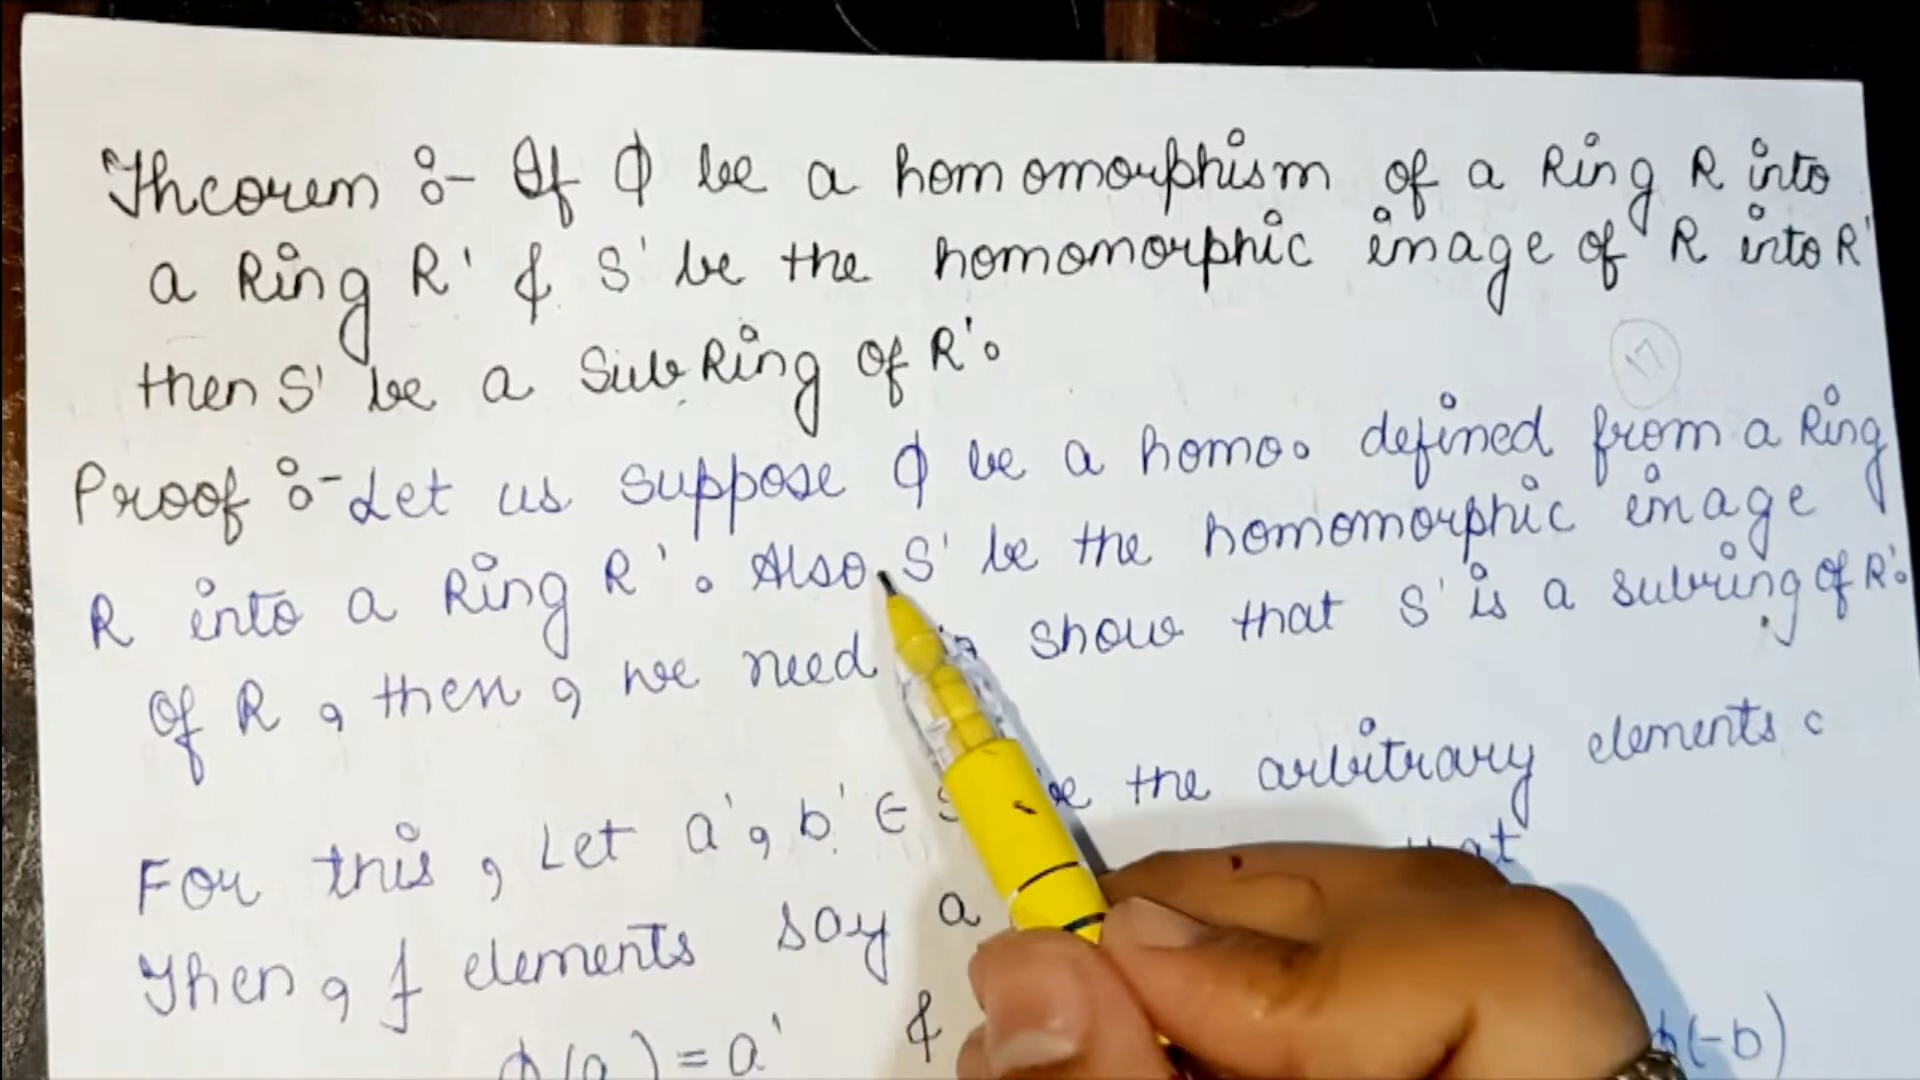 Theorem :- If ϕ be a homomorphism of a Ring R into
a Ring R' & S' be the homomorphic image of R into R'
then S' be a SubRing of R'.
17
Proof :- Let us suppose ϕ be a homo. defined from a Ring
R into a Ring R'. Also S' be the homomorphic image
of R, then, we need show that S' is a subring of R'.
For this, Let a', b' ∈ the arbitrary elements
Then, ∃ elements say a
ϕ(a) = a' & ϕ(-b)